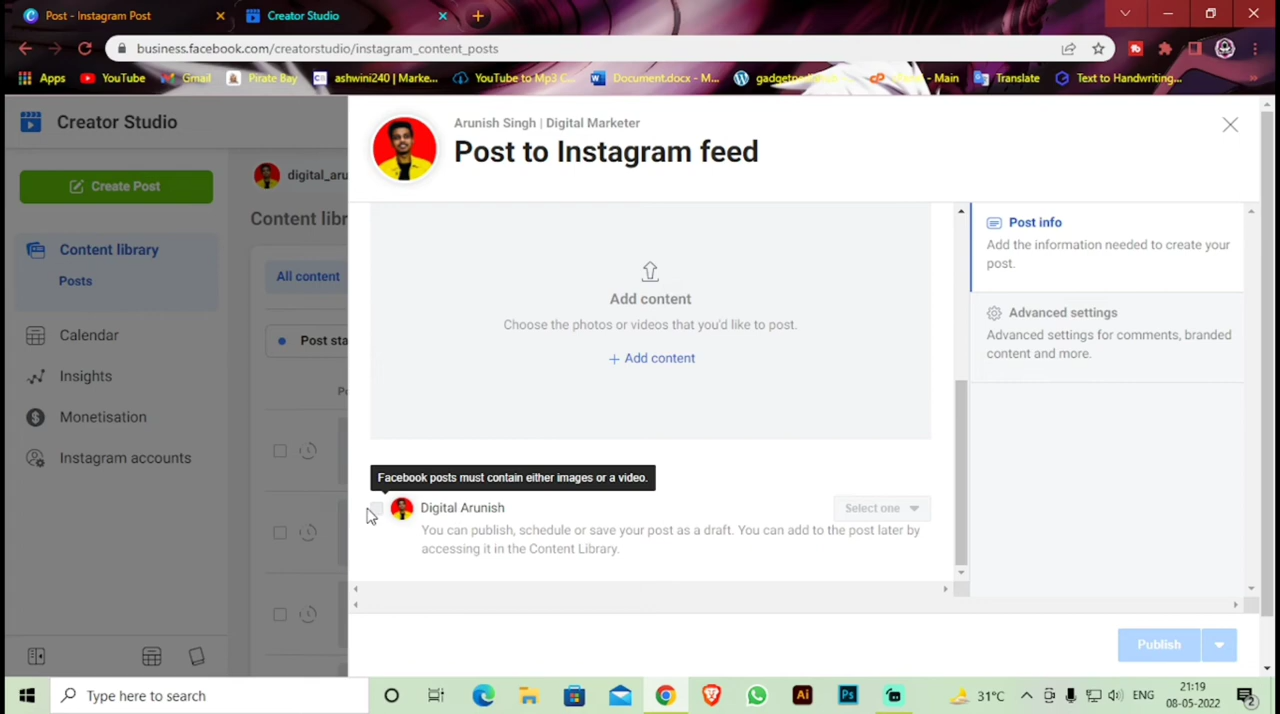 Post - Instagram Post
Creator Studio
business.facebook.com/creatorstudio/instagram_content_posts
Apps YouTube Gmail Pirate Bay ashwini240 | Marke... YouTube to Mp3 C... Document.docx - M... - Main Translate Text to Handwriting...
Creator Studio
Create Post
Content library
Posts
Calendar
Insights
Monetisation
Instagram accounts
digital_aru
Content libr
All content
Post sta
Arunish Singh | Digital Marketer
Post to Instagram feed
Add content
Choose the photos or videos that you'd like to post.
+ Add content
Facebook posts must contain either images or a video.
Digital Arunish
Select one
You can publish, schedule or save your post as a draft. You can add to the post later by
accessing it in the Content Library.
Post info
Add the information needed to create your
post.
Advanced settings
Advanced settings for comments, branded
content and more.
Publish
Type here to search
Ai
Ps
31°C
ENG
21:19
08-05-2022
2